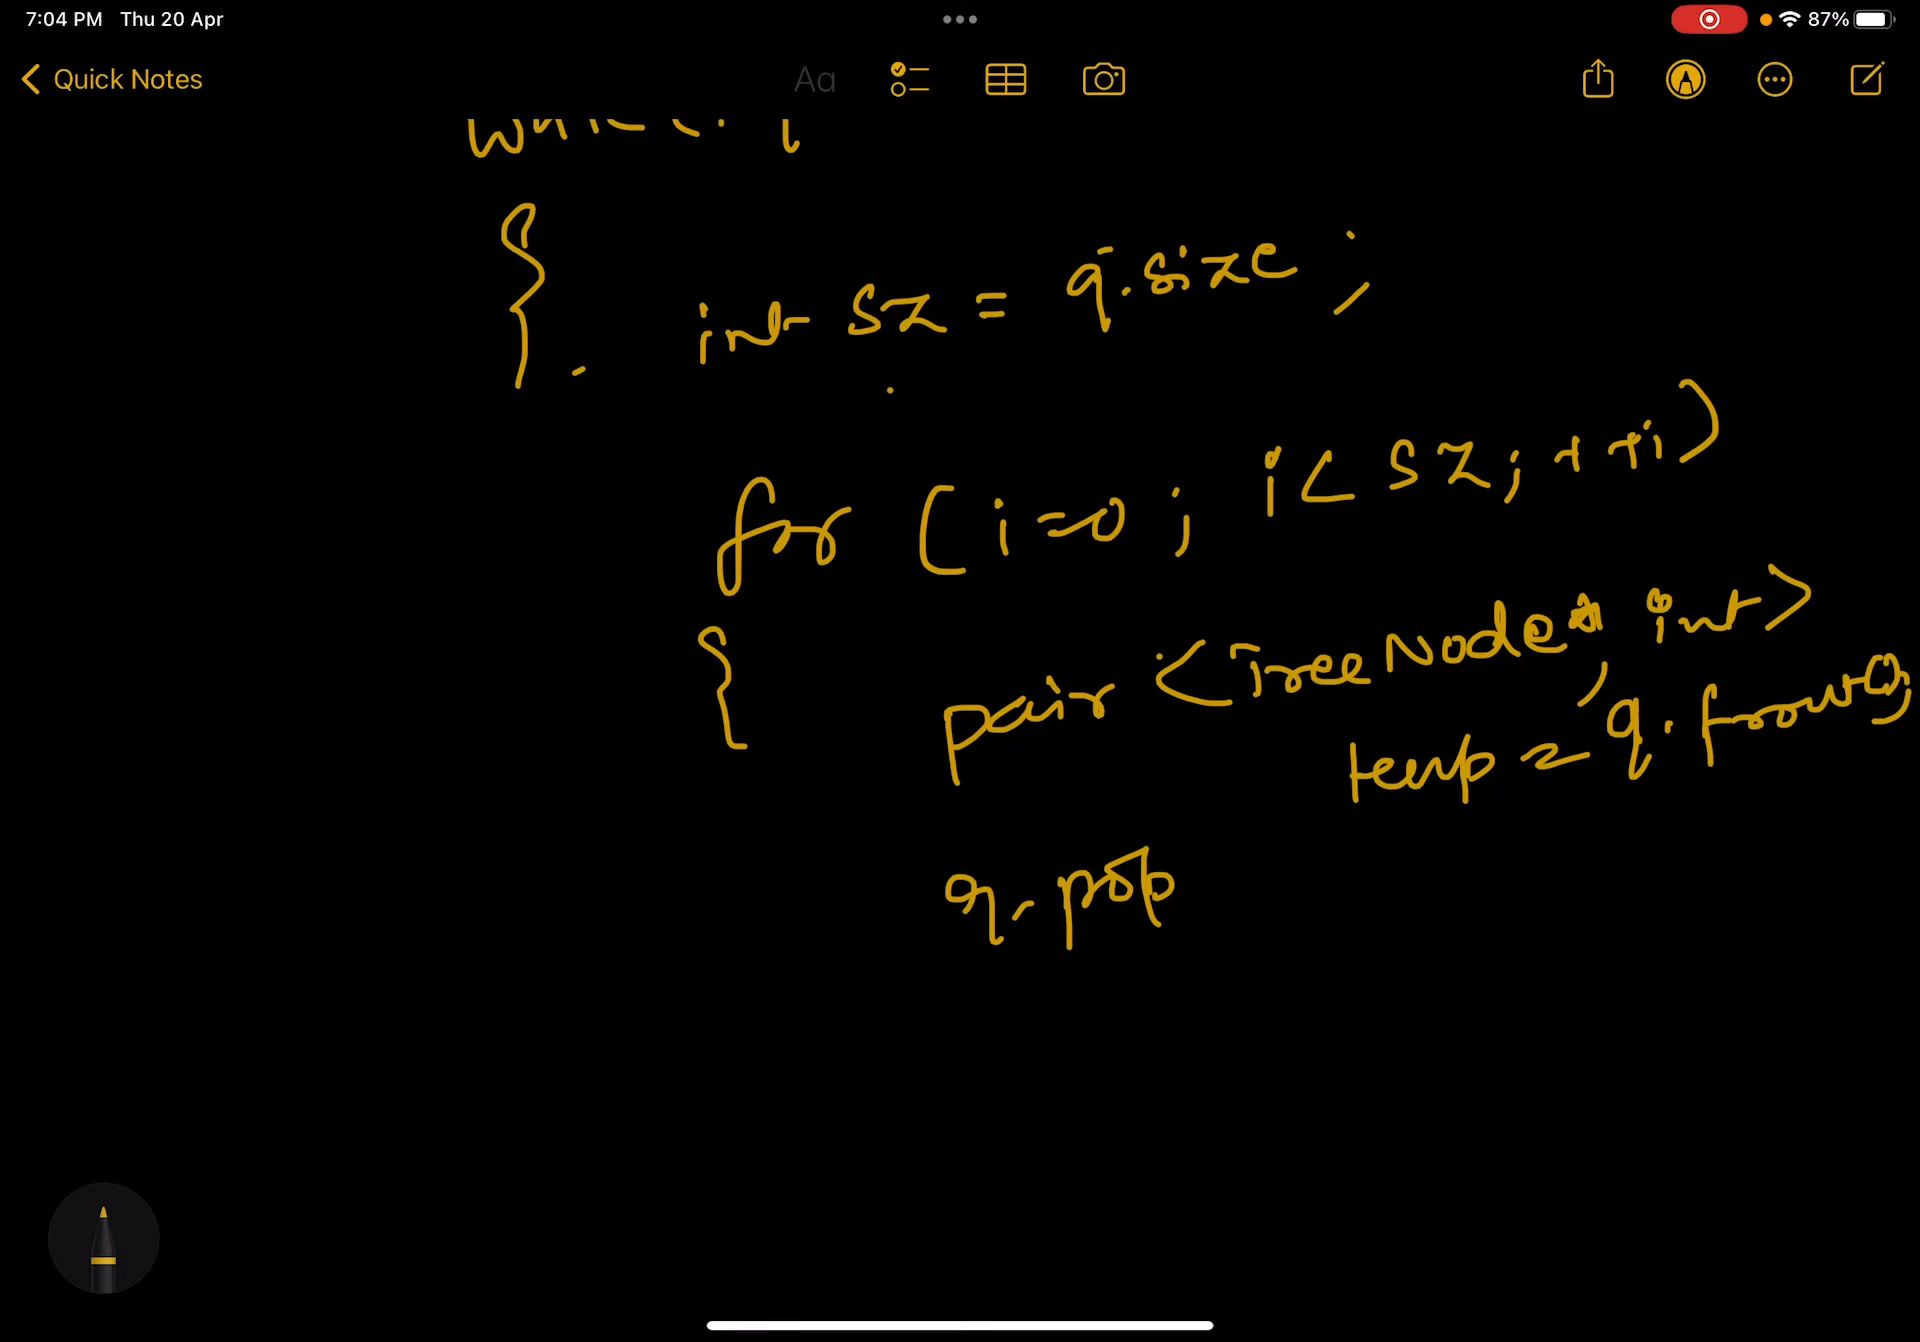 7:04 PM Thu 20 Apr
87%
Quick Notes
Aa
while(!q
{
int sz = q.size;
for (i=0; i< sz; ++i)
{ pair <TreeNode*, int>
temp = q.front();
q.pop